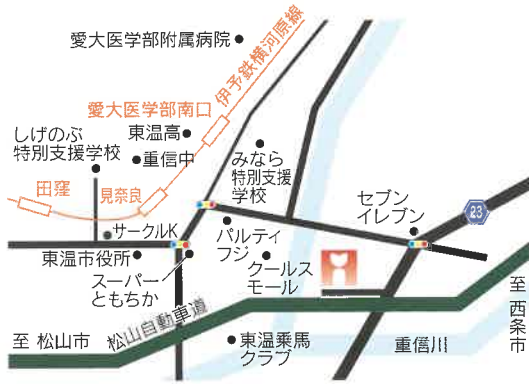 愛大医学部附属病院
伊予鉄横河原線
愛大医学部南口
東温高
しげのぶ
特別支援学校
重信中
みなら
特別支援
学校
田窪
見奈良
セブン
イレブン
23
サークルK
パルティ
フジ
東温市役所
スーパー
ともちか
クールス
モール
至 西条市
松山自動車道
至 松山市
東温乗馬
クラブ
重信川